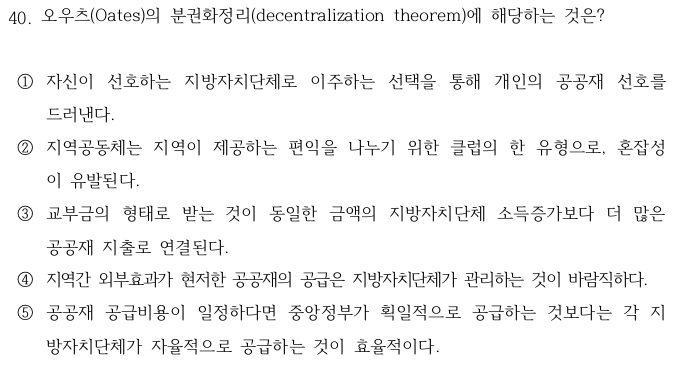 40. 오우츠(Oates)의 분권화정리(decentralization theorem)에 해당하는 것은?
① 자신이 선호하는 지방자치단체로 이주하는 선택을 통해 개인의 공공재 선호를
드러낸다.
② 지역공동체는 지역이 제공하는 편익을 나누기 위한 클럽의 한 유형으로, 혼잡성
이 유발된다.
③ 교부금의 형태로 받는 것이 동일한 금액의 지방자치단체 소득증가보다 더 많은
공공재 지출로 연결된다.
④ 지역간 외부효과가 현저한 공공재의 공급은 지방자치단체가 관리하는 것이 바람직하다.
⑤ 공공재 공급비용이 일정하다면 중앙정부가 획일적으로 공급하는 것보다는 각 지
방자치단체가 자율적으로 공급하는 것이 효율적이다.